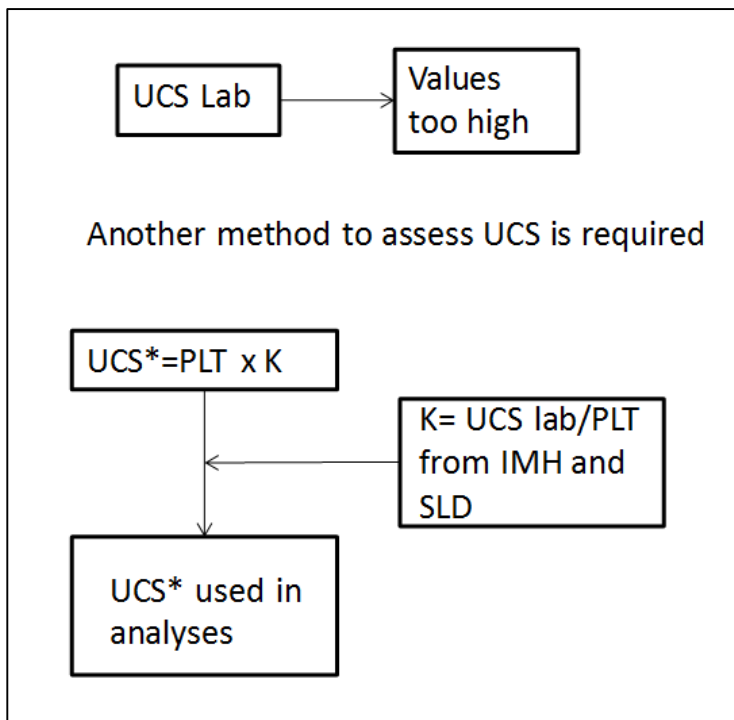 UCS Lab
Values
too high
Another method to assess UCS is required
UCS*=PLT x K
K= UCS lab/PLT
from IMH and
SLD
UCS* used in
analyses